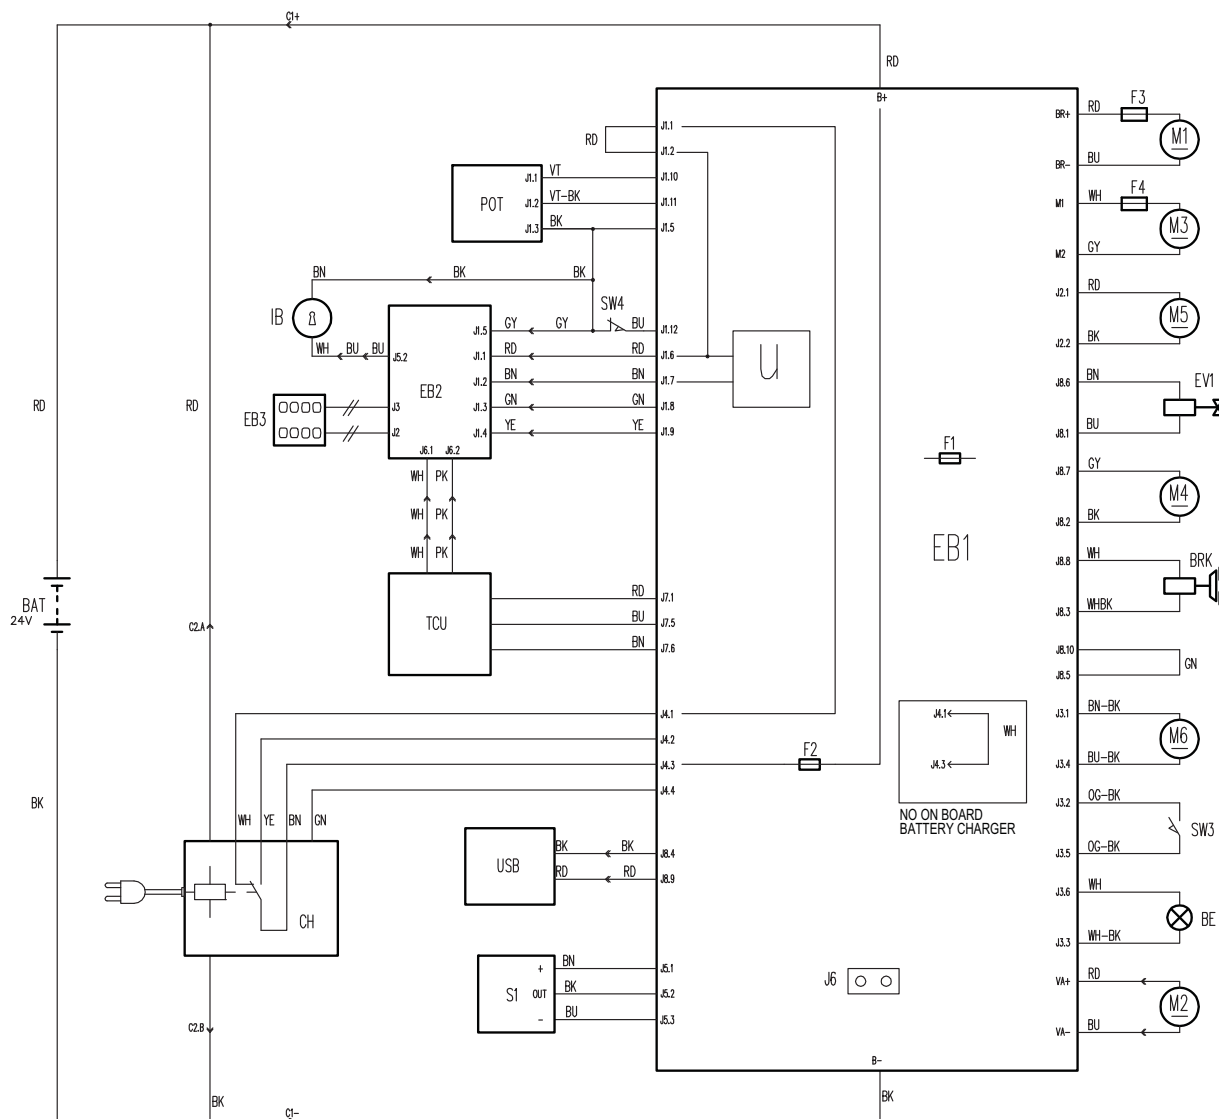 C1+
RD
B+
J1.1
RD
J1.2
POT
J1.1 VT J1.10
J1.2 VT-BK J1.11
J1.3 BK J1.5
BN BK BK
IB
SW4
J1.5 GY GY BU J1.12
WH BU BU J5.2
J1.1 RD RD J1.6
J1.2 BN BN J1.7
EB2
J1.3 GN GN J1.8
J1.4 YE YE J1.9
EB3
J3
J2
J6.1 J6.2
U
WH PK
WH PK
WH PK
TCU
RD J7.1
BU J7.5
BN J7.6
RD
RD
BAT
24V
C2.A
BK
J4.1
J4.2
J4.3
J4.4
F2
WH YE BN GN
CH
USB
BK BK J8.4
RD RD J8.9
S1
+ BN J5.1
OUT BK J5.2
- BU J5.3
C2.B
BK
C1-
F1
EB1
J4.1
WH
J4.3
NO ON BOARD
BATTERY CHARGER
J6
B-
BK
BR+ RD F3
M1
BR- BU
M1 WH F4
M3
M2 GY
J2.1 RD
M5
J2.2 BK
J8.6 BN
EV1
J8.1 BU
J8.7 GY
M4
J8.2 BK
J8.8 WH
BRK
J8.3 WHBK
J8.10
GN
J8.5
J3.1 BN-BK
M6
J3.4 BU-BK
J3.2 OG-BK
SW3
J3.5 OG-BK
J3.6 WH
BE
J3.3 WH-BK
VA+ RD
M2
VA- BU